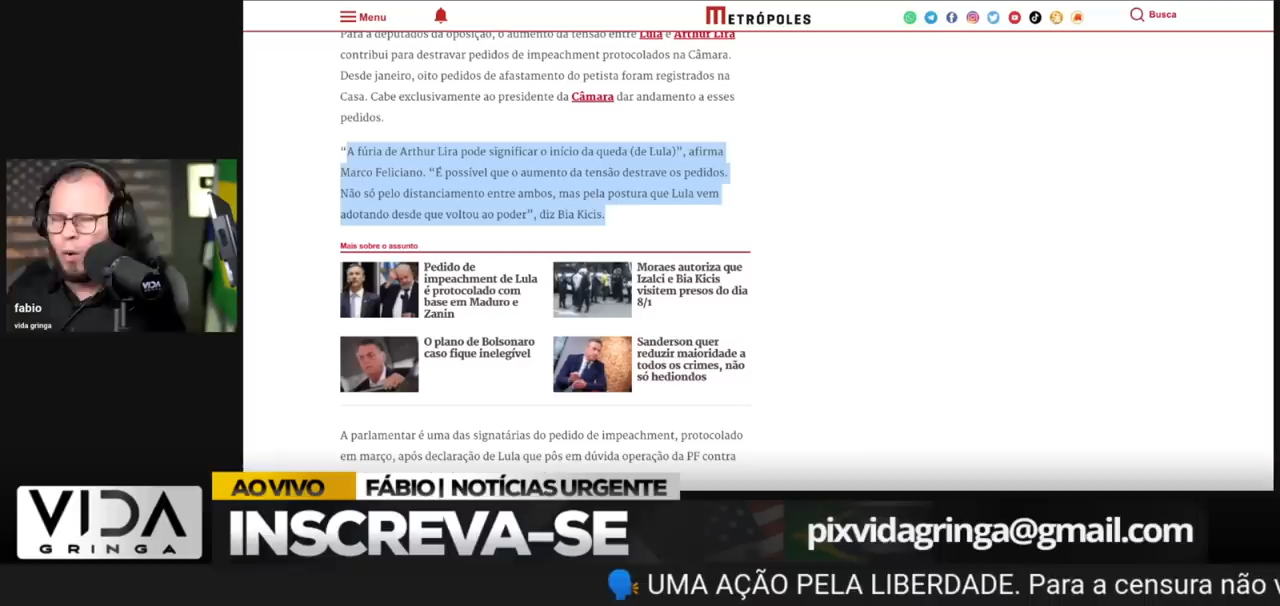 Menu
METRÓPOLES
Busca
Para a deputados da oposição, o aumento da tensão entre Lula e Arthur Lira
contribui para destravar pedidos de impeachment protocolados na Câmara.
Desde janeiro, oito pedidos de afastamento do petista foram registrados na
Casa. Cabe exclusivamente ao presidente da Câmara dar andamento a esses
pedidos.
“A fúria de Arthur Lira pode significar o início da queda (de Lula)”, afirma
Marco Feliciano. “É possível que o aumento da tensão destrave os pedidos.
Não só pelo distanciamento entre ambos, mas pela postura que Lula vem
adotando desde que voltou ao poder”, diz Bia Kicis.
Mais sobre o assunto
Pedido de
impeachment de Lula
é protocolado com
base em Maduro e
Zanin
Moraes autoriza que
Izalci e Bia Kicis
visitem presos do dia
8/1
O plano de Bolsonaro
caso fique inelegível
Sanderson quer
reduzir maioridade a
todos os crimes, não
só hediondos
A parlamentar é uma das signatárias do pedido de impeachment, protocolado
em março, após declaração de Lula que pôs em dúvida operação da PF contra
fabio
vida gringa
VIDA
VIDA
GRINGA
AO VIVO
FÁBIO | NOTÍCIAS URGENTE
INSCREVA-SE
pixvidagringa@gmail.com
🗣 UMA AÇÃO PELA LIBERDADE. Para a censura não v